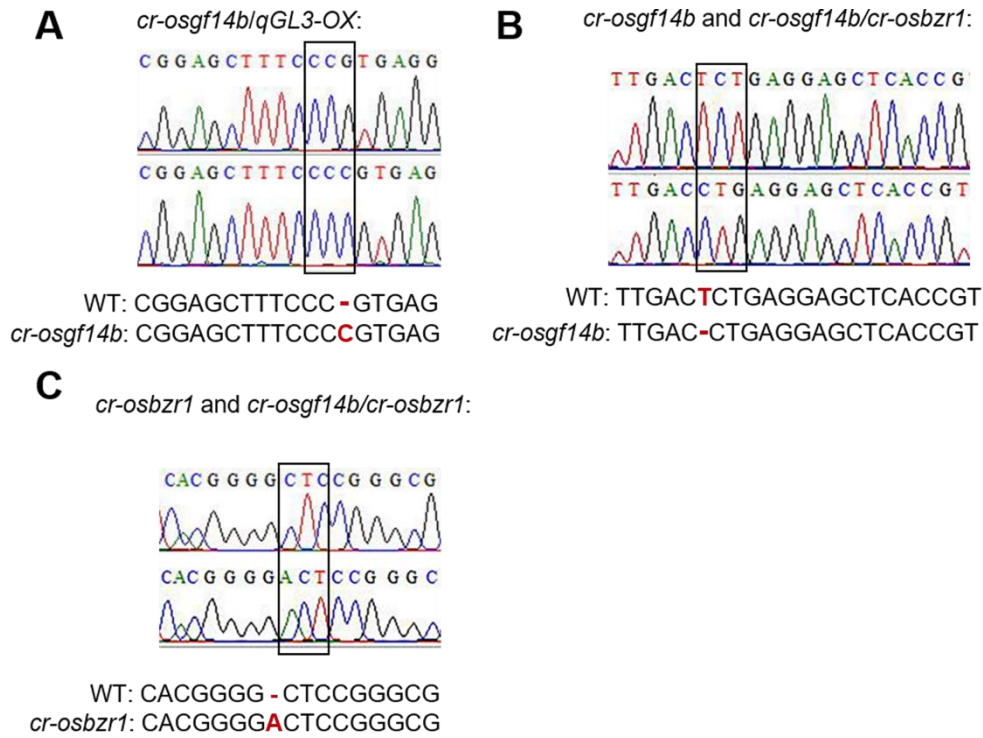 A
cr-osgf14b/qGL3-OX:
CGGAGCTTTCCCGTGAGG
CGGAGCTTTCCCCGTGAG
WT: CGGAGCTTTCCC-GTGAG
cr-osgf14b: CGGAGCTTTCCCCGTGAG
B
cr-osgf14b and cr-osgf14b/cr-osbzr1:
TTGACTCTGAGGAGCTCACCG
TTGACCTGAGGAGCTCACCGT
WT: TTGACTCTGAGGAGCTCACCGT
cr-osgf14b: TTGAC-CTGAGGAGCTCACCGT
C
cr-osbzr1 and cr-osgf14b/cr-osbzr1:
CACGGGGCTCCGGGCG
CACGGGGACTCCGGGC
WT: CACGGGG-CTCCGGGCG
cr-osbzr1: CACGGGGACTCCGGGCG